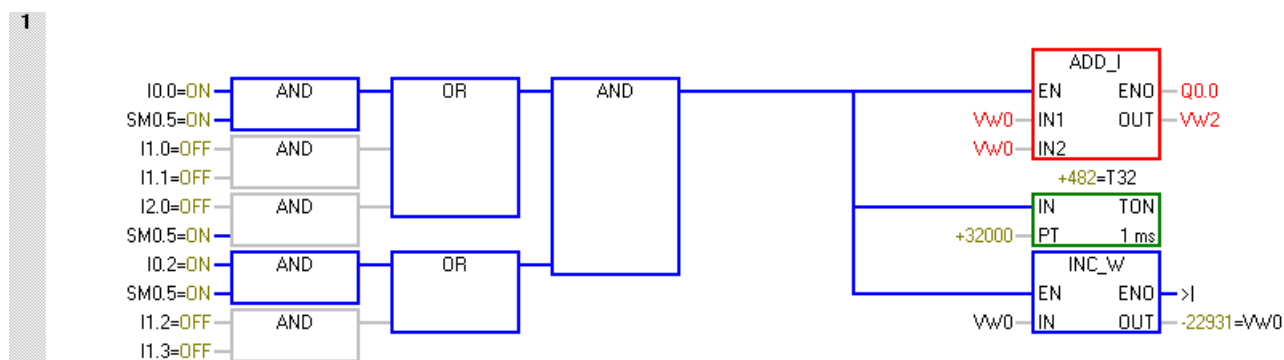 1
ADD_I
I0.0=ON AND OR AND EN ENO Q0.0
SM0.5=ON VW0 IN1 OUT VW2
I1.0=OFF AND VW0 IN2
I1.1=OFF +482=T32
I2.0=OFF AND IN TON
SM0.5=ON +32000 PT 1 ms
I0.2=ON AND OR INC_W
SM0.5=ON EN ENO >I
I1.2=OFF AND VW0 IN OUT -22931=VW0
I1.3=OFF